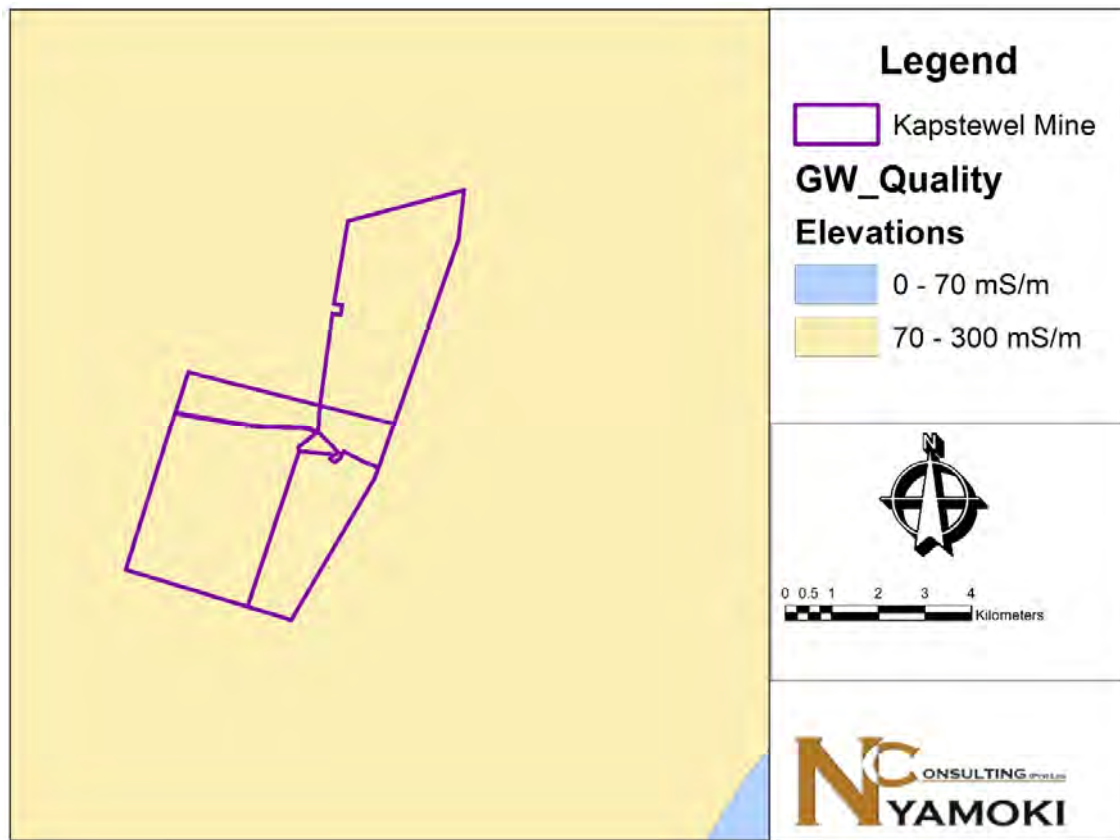 Legend
Kapstewel Mine
GW_Quality
Elevations
0 - 70 mS/m
70 - 300 mS/m
N
0 0.5 1 2 3 4
Kilometers
NC
ONSULTING
YAMOKI